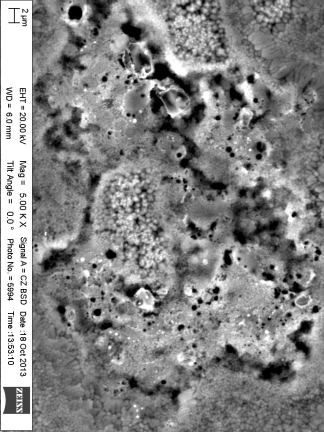 2 µm
EHT = 20.00 kV Mag = 5.00 K X Signal A = CZ BSD Date :18 Oct 2013
WD = 6.0 mm Tilt Angle = 0.0 ° Photo No. = 5994 Time :13:53:10
ZEISS